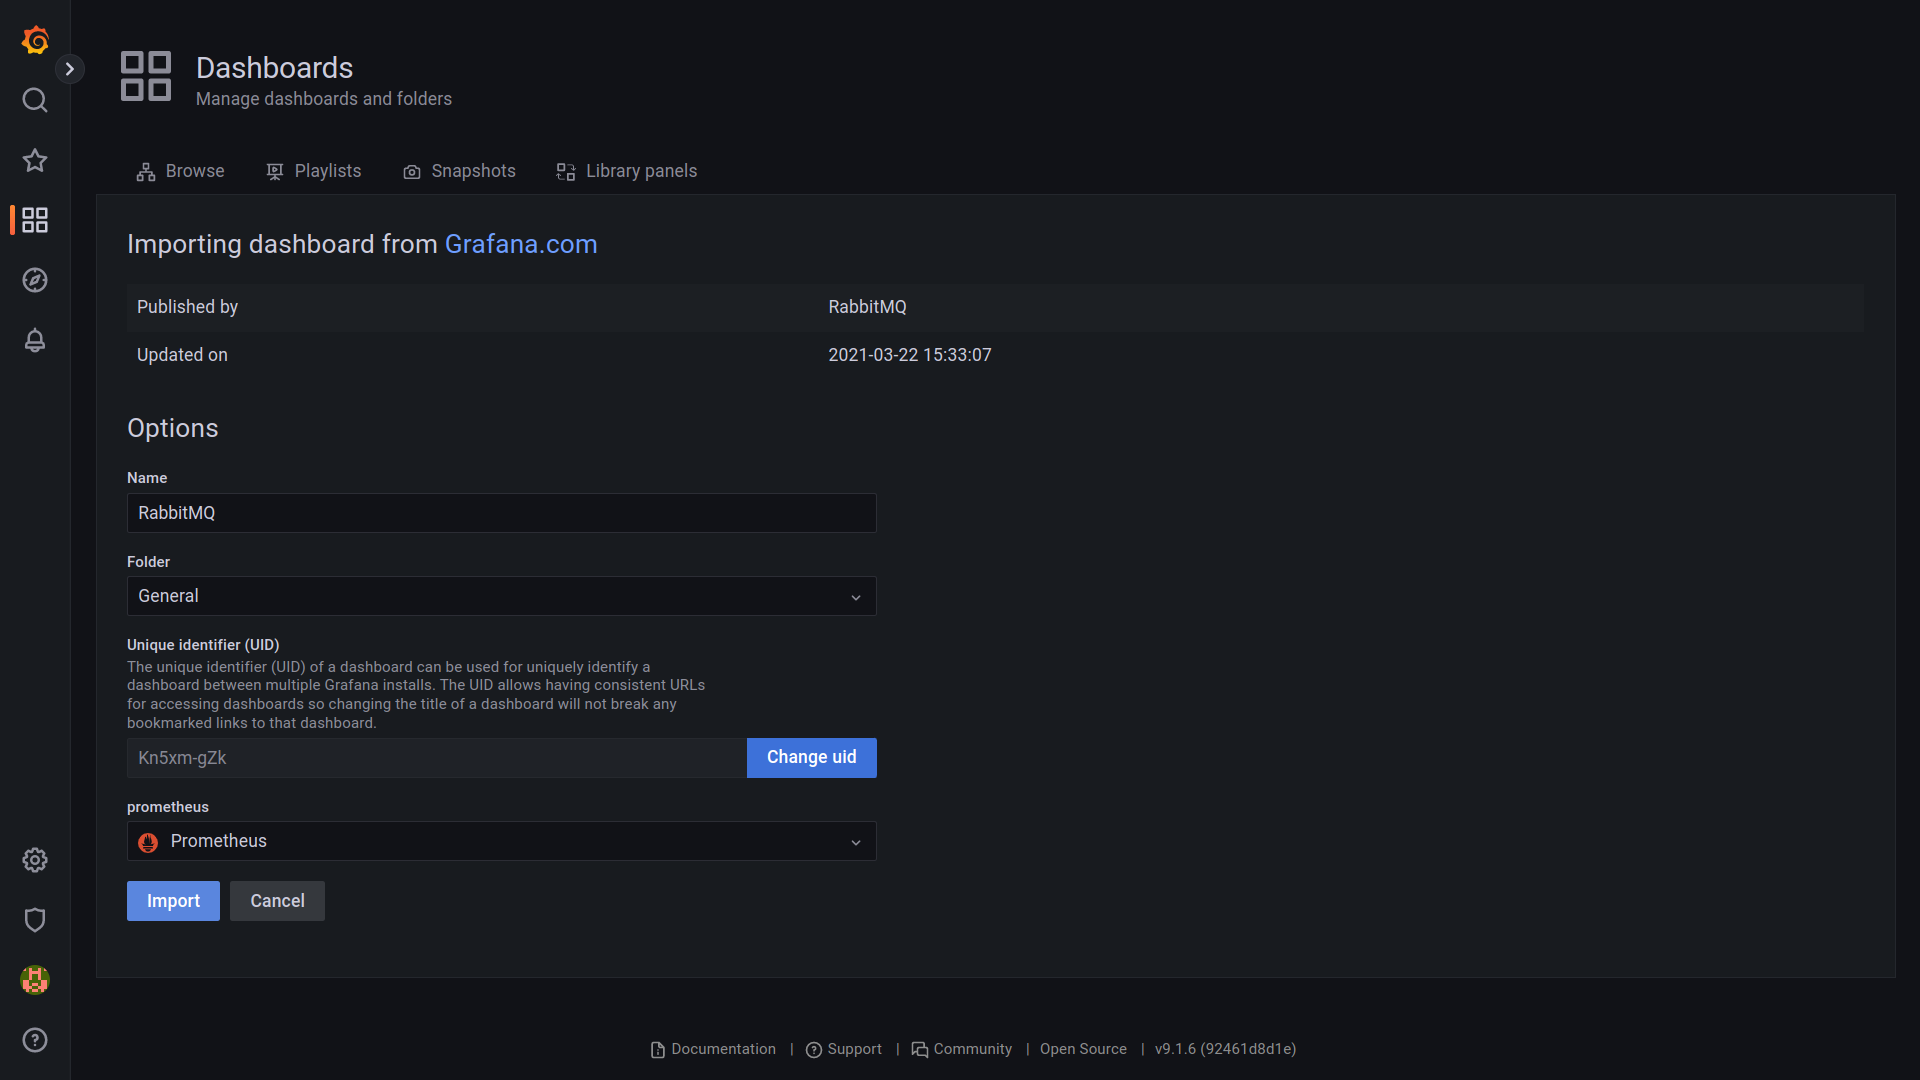 Dashboards
Manage dashboards and folders
Browse Playlists Snapshots Library panels
Importing dashboard from Grafana.com
Published by RabbitMQ
Updated on 2021-03-22 15:33:07
Options
Name
RabbitMQ
Folder
General
Unique identifier (UID)
The unique identifier (UID) of a dashboard can be used for uniquely identify a
dashboard between multiple Grafana installs. The UID allows having consistent URLs
for accessing dashboards so changing the title of a dashboard will not break any
bookmarked links to that dashboard.
Kn5xm-gZk Change uid
prometheus
Prometheus
Import Cancel
Documentation | Support | Community | Open Source | v9.1.6 (92461d8d1e)